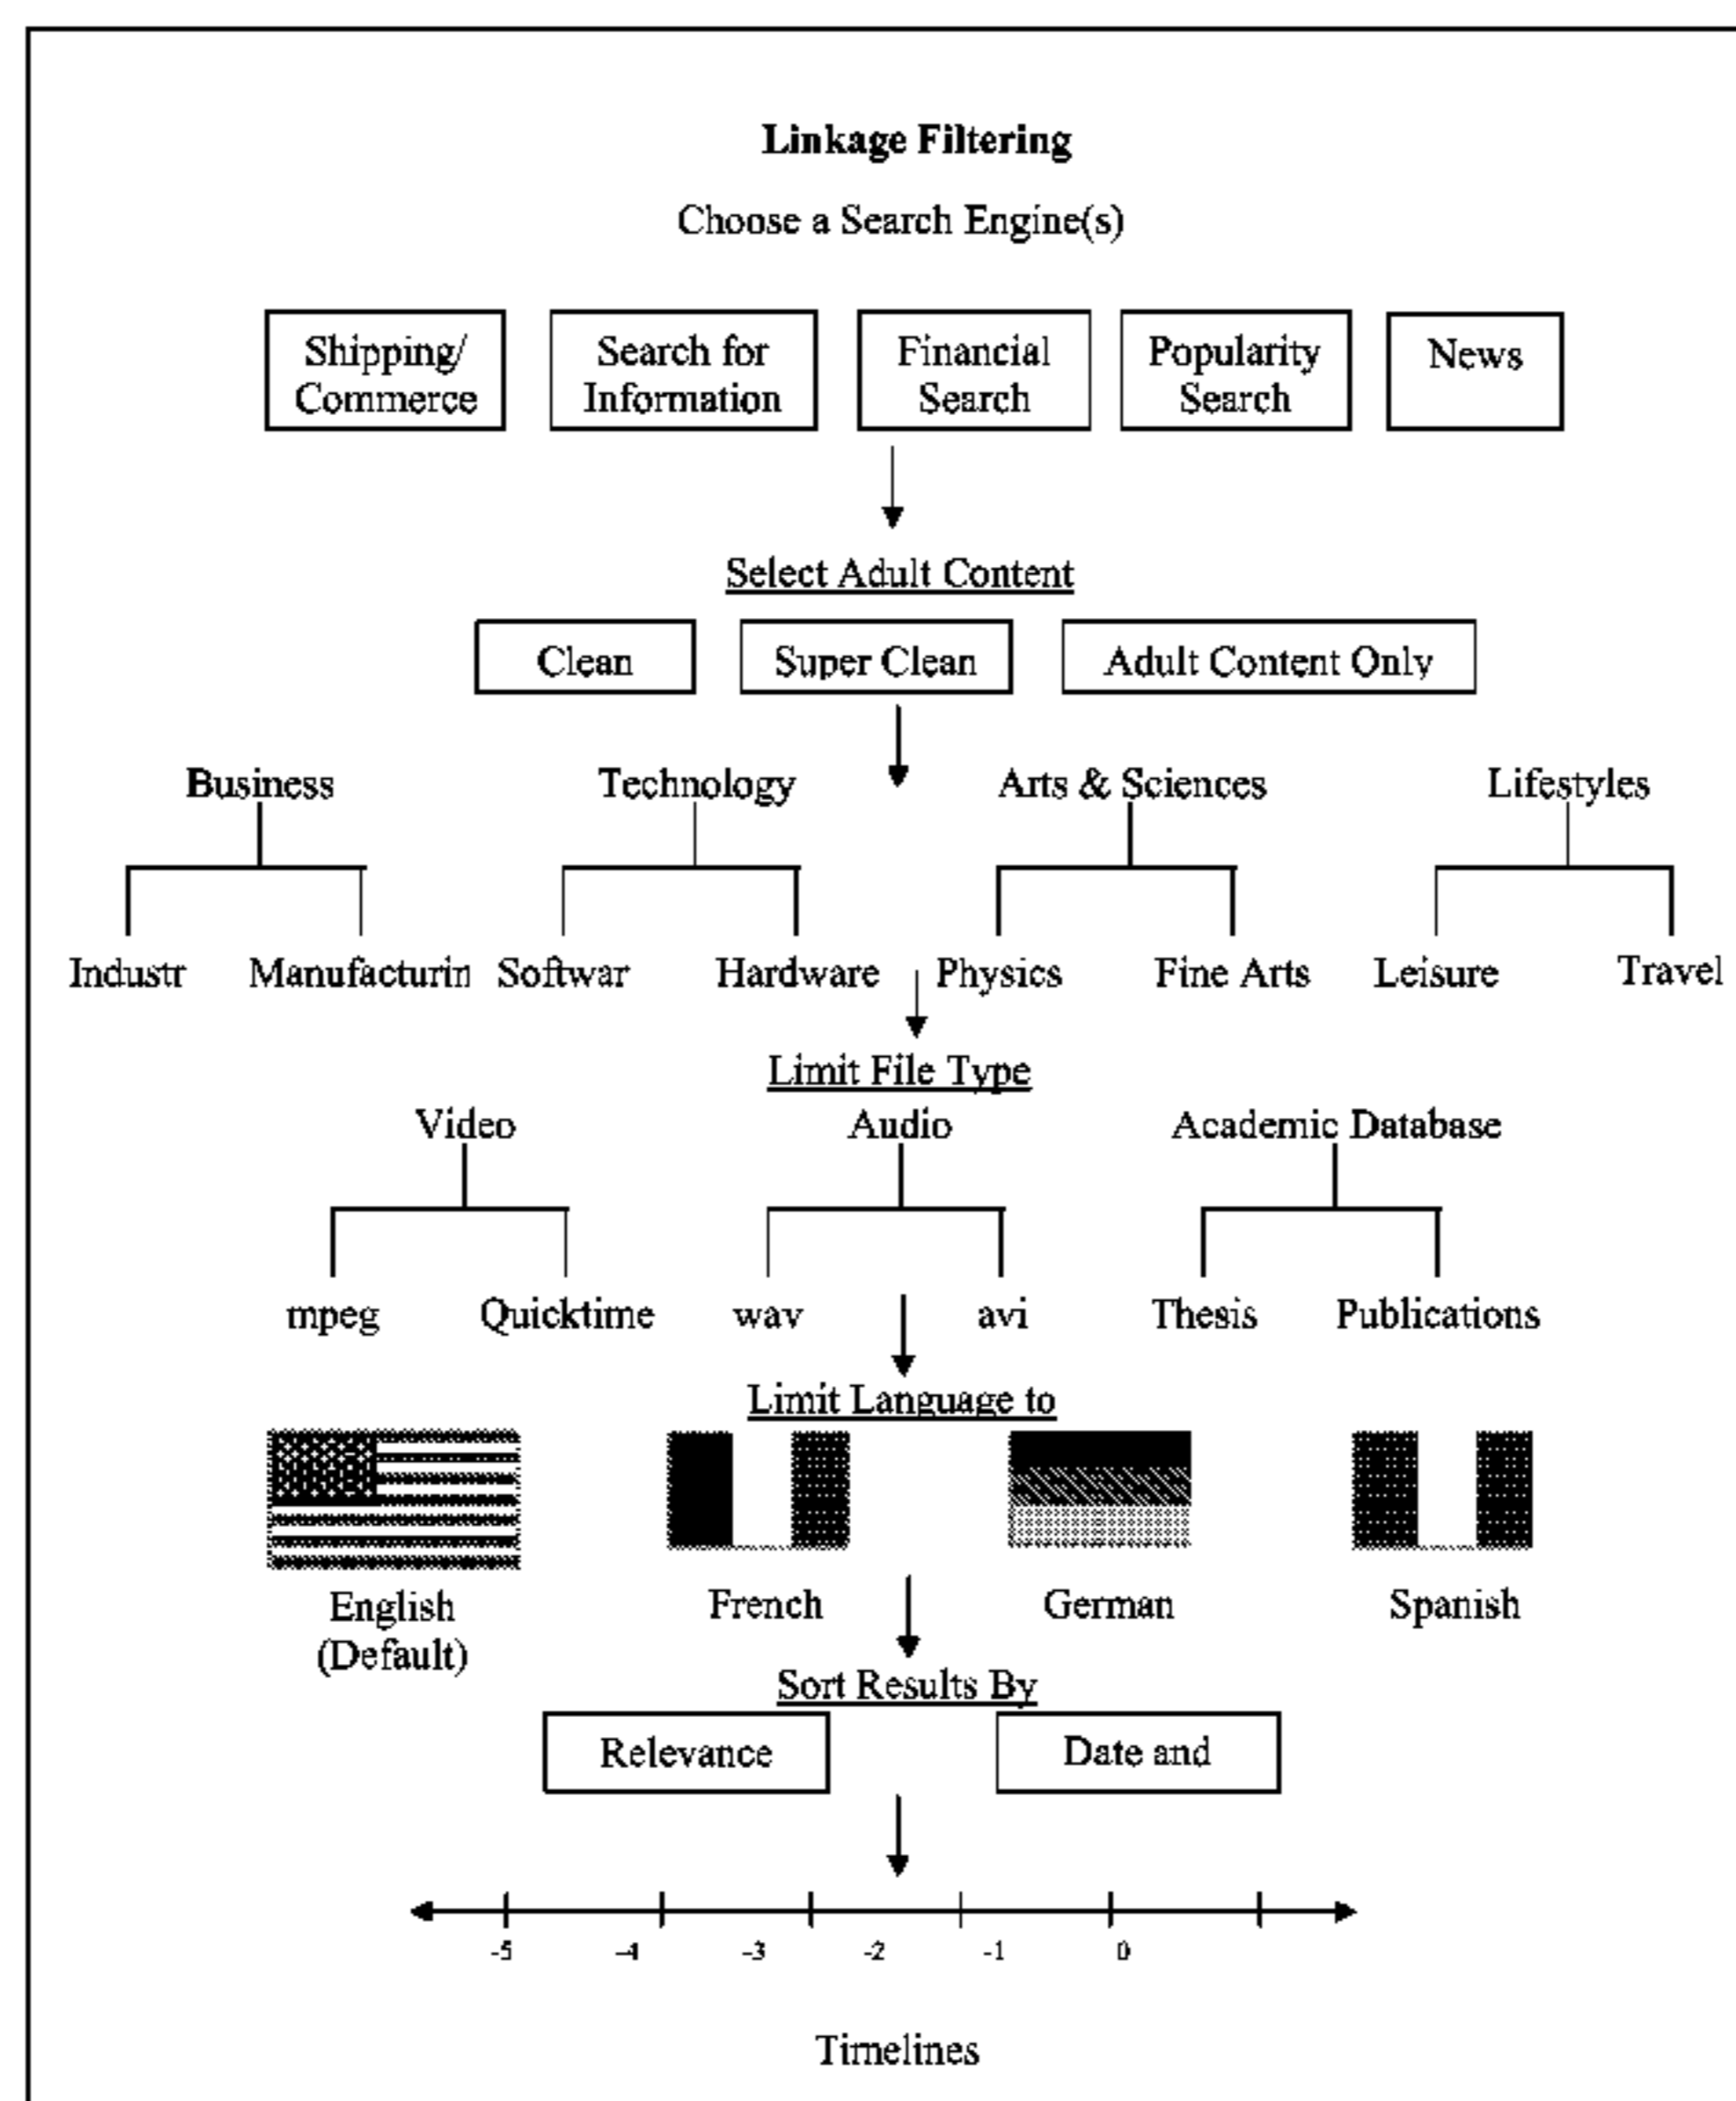 Linkage Filtering
Choose a Search Engine(s)
Shipping/
Commerce
Search for
Information
Financial
Search
Popularity
Search
News
Select Adult Content
Clean
Super Clean
Adult Content Only
Business
Technology
Arts & Sciences
Lifestyles
Industr
Manufacturin
Softwar
Hardware
Physics
Fine Arts
Leisure
Travel
Limit File Type
Video
Audio
Academic Database
mpeg
Quicktime
wav
avi
Thesis
Publications
Limit Language to
English
(Default)
French
German
Spanish
Sort Results By
Relevance
Date and
-5 -4 -3 -2 -1 0
Timelines